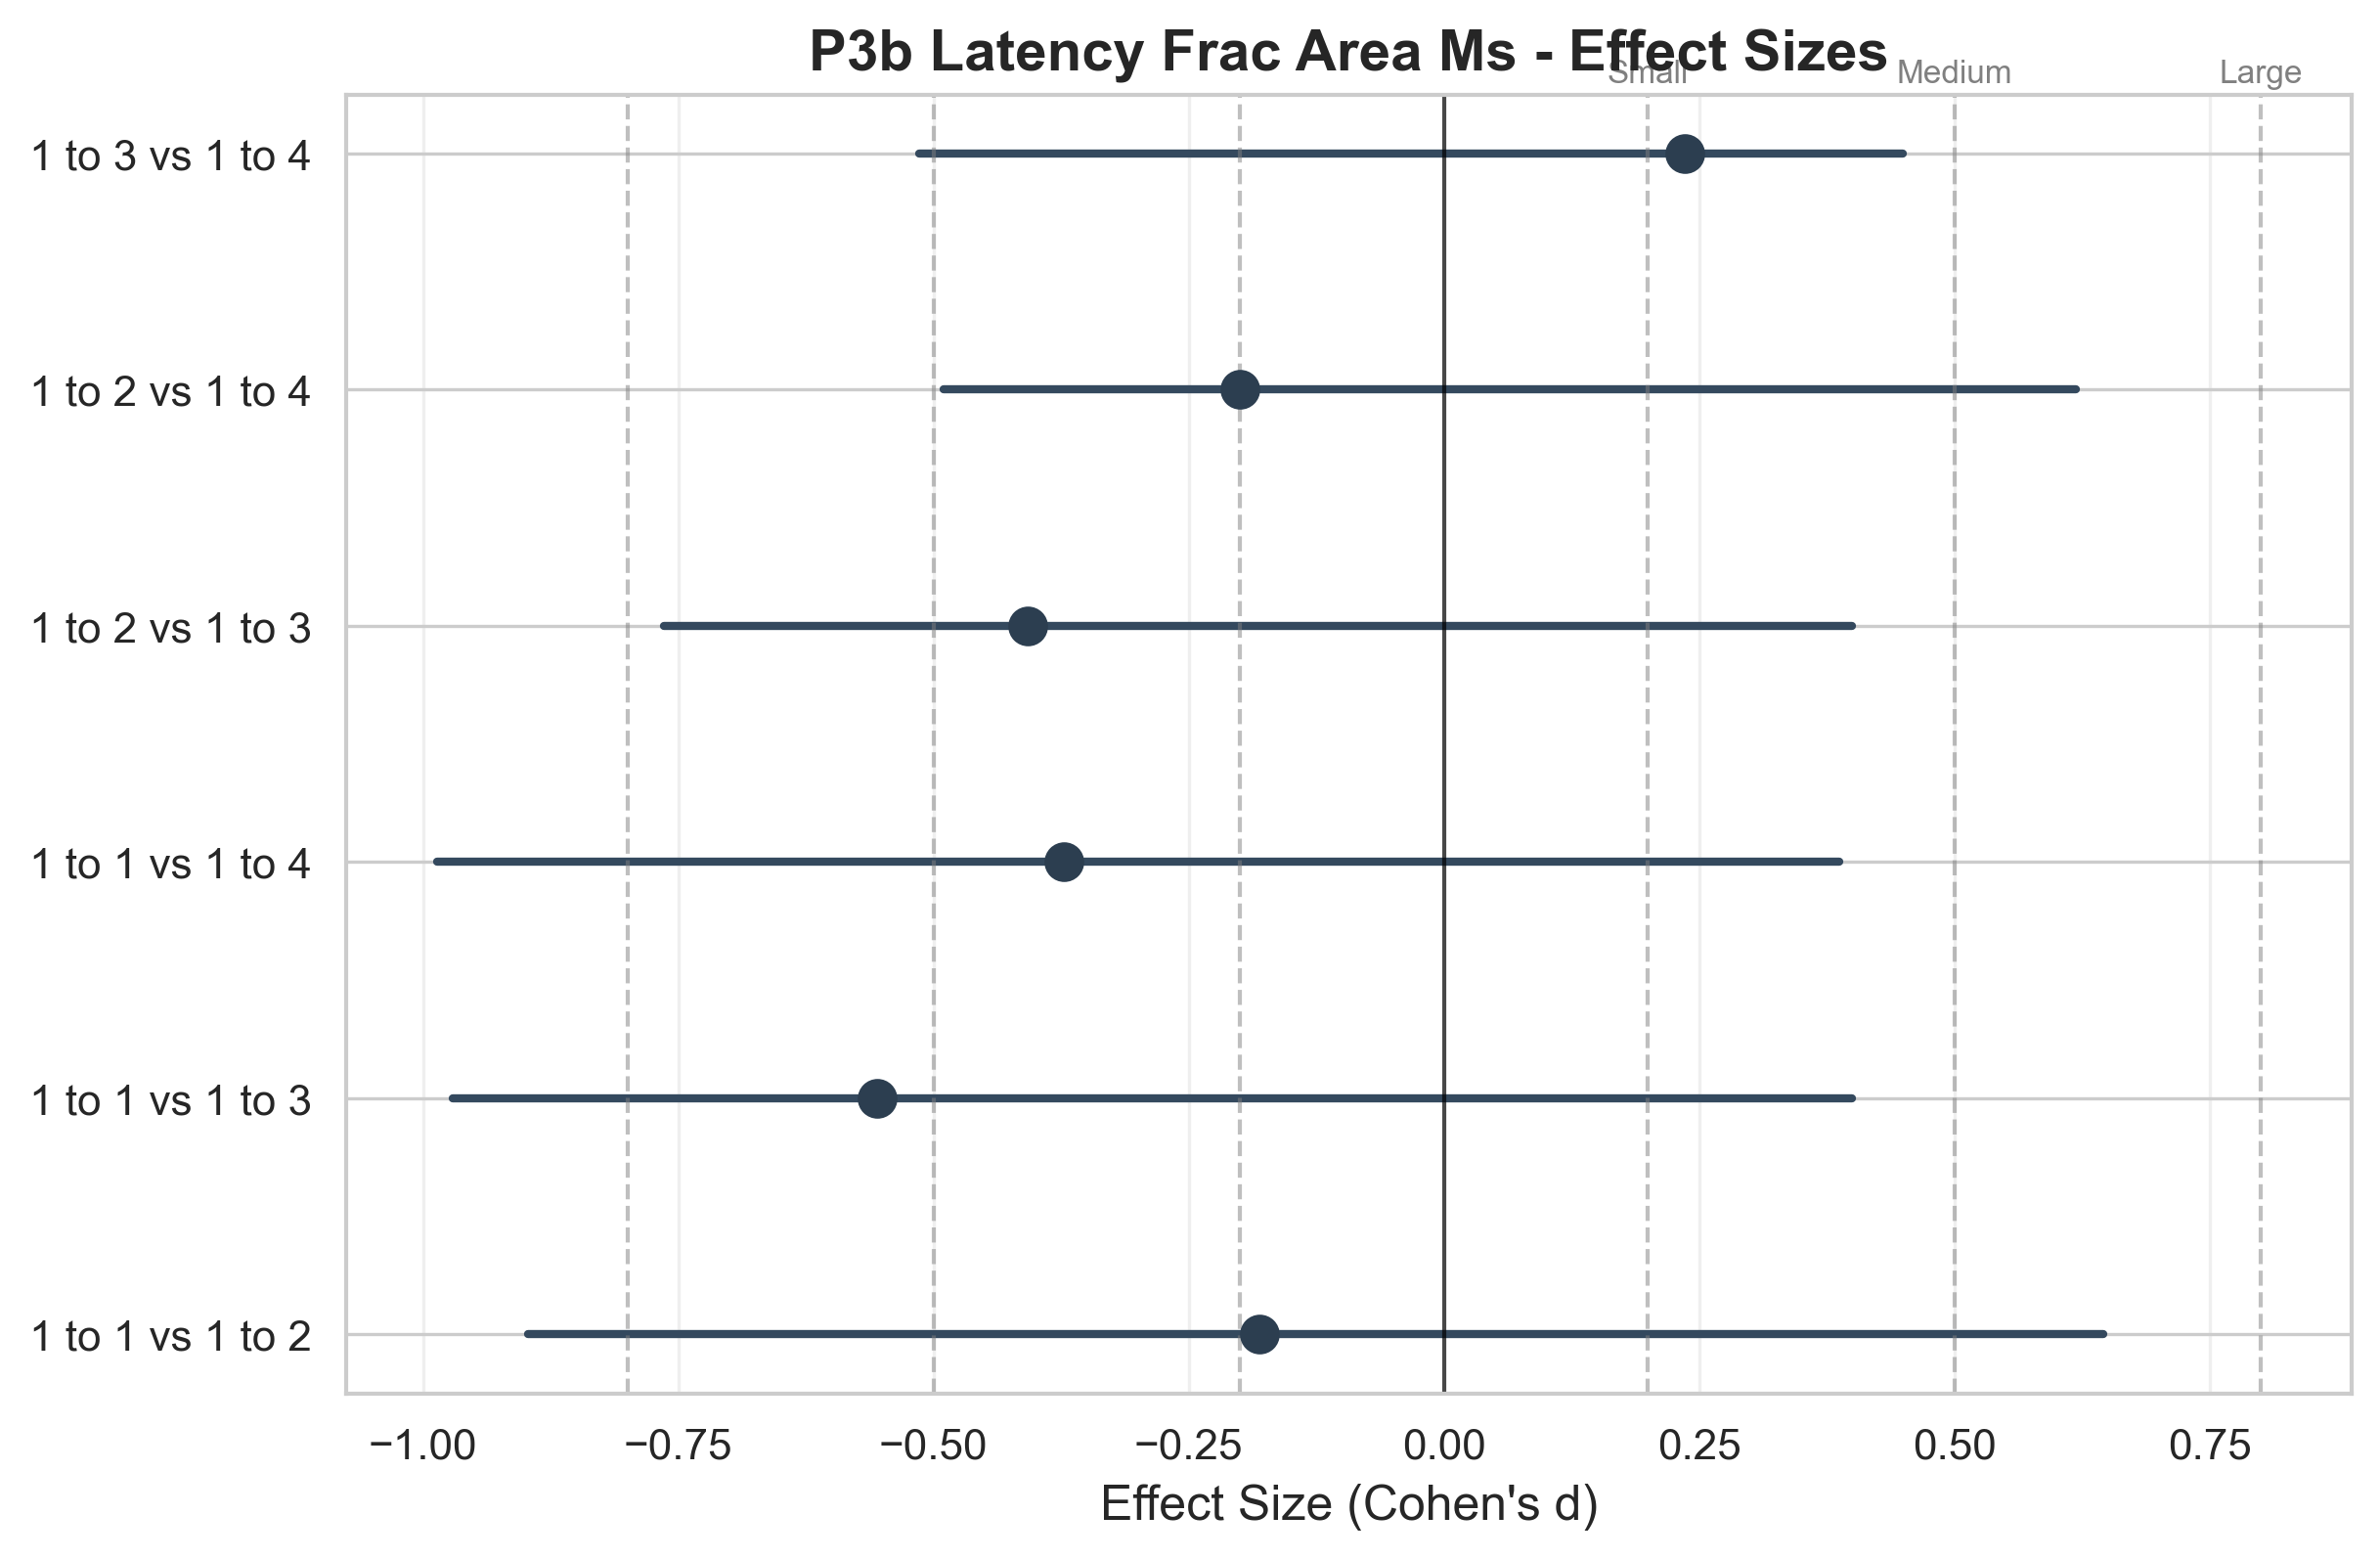 P3b Latency Frac Area Ms - Effect Sizes
Small Medium Large
1 to 3 vs 1 to 4
1 to 2 vs 1 to 4
1 to 2 vs 1 to 3
1 to 1 vs 1 to 4
1 to 1 vs 1 to 3
1 to 1 vs 1 to 2
−1.00 −0.75 −0.50 −0.25 0.00 0.25 0.50 0.75
Effect Size (Cohen's d)